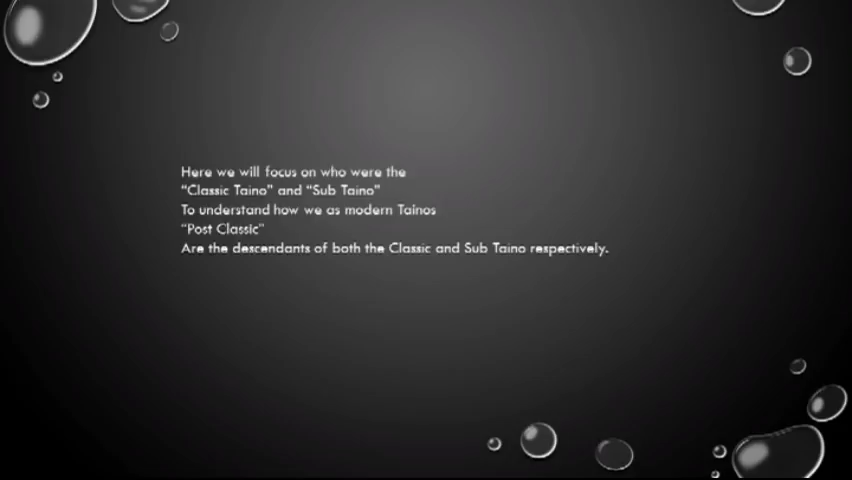 Here we will focus on who were the
“Classic Taino” and “Sub Taino”
To understand how we as modern Taínos
“Post Classic”
Are the descendants of both the Classic and Sub Taino respectively.